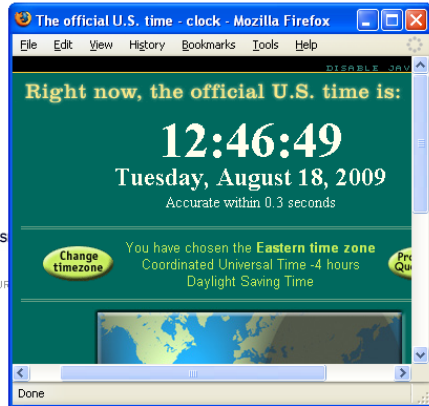 The official U.S. time - clock - Mozilla Firefox
File Edit View History Bookmarks Tools Help
DISABLE JAV
Right now, the official U.S. time is:
12:46:49
Tuesday, August 18, 2009
Accurate within 0.3 seconds
Change
timezone
You have chosen the Eastern time zone
Coordinated Universal Time -4 hours
Daylight Saving Time
Done